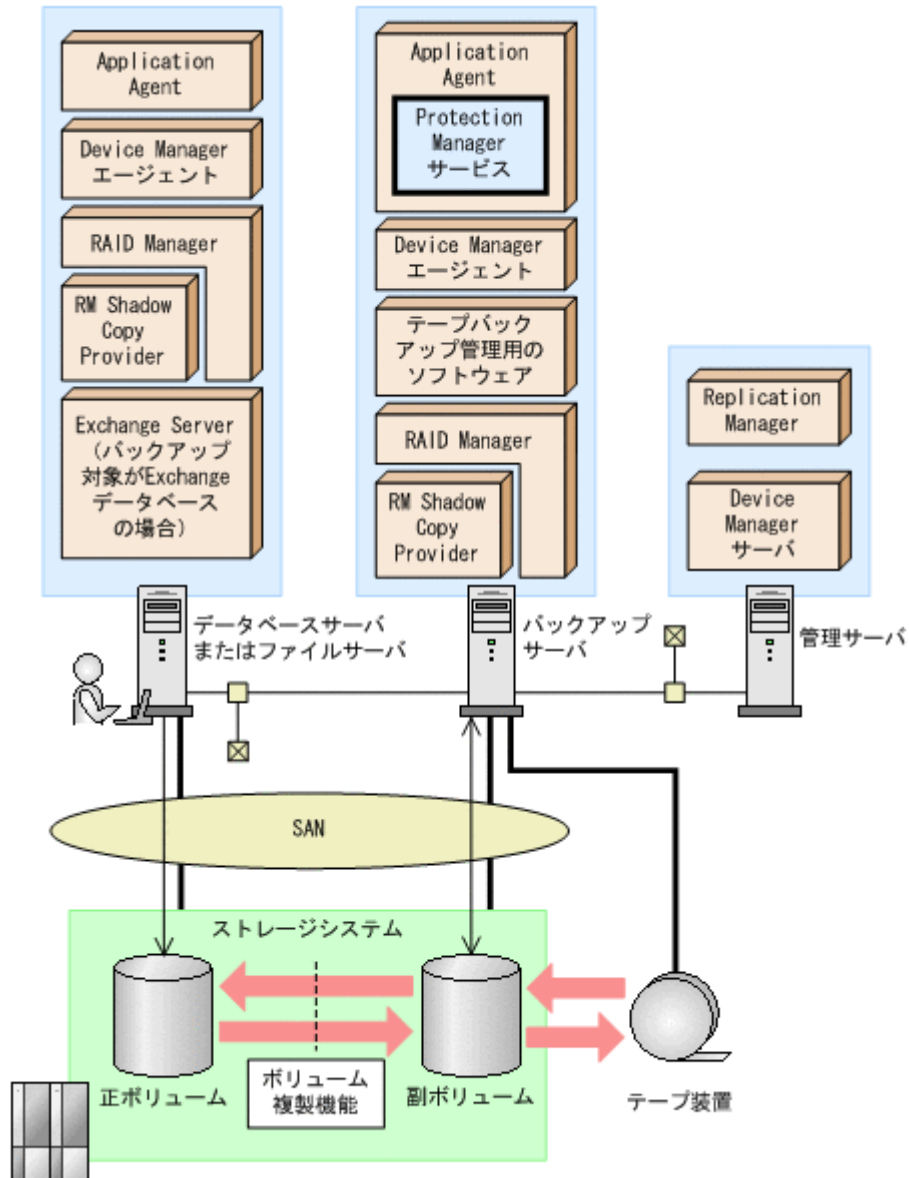 Application
Agent
Device Manager
エージェント
RAID Manager
RM Shadow
Copy
Provider
Exchange Server
(バックアップ
対象がExchange
データベース
の場合)
Application
Agent
Protection
Manager
サービス
Device Manager
エージェント
テープバック
アップ管理用の
ソフトウェア
RAID Manager
RM Shadow
Copy
Provider
Replication
Manager
Device
Manager
サーバ
データベースサーバ
またはファイルサーバ
バックアップ
サーバ
管理サーバ
SAN
ストレージシステム
正ボリューム
ボリューム
複製機能
副ボリューム
テープ装置